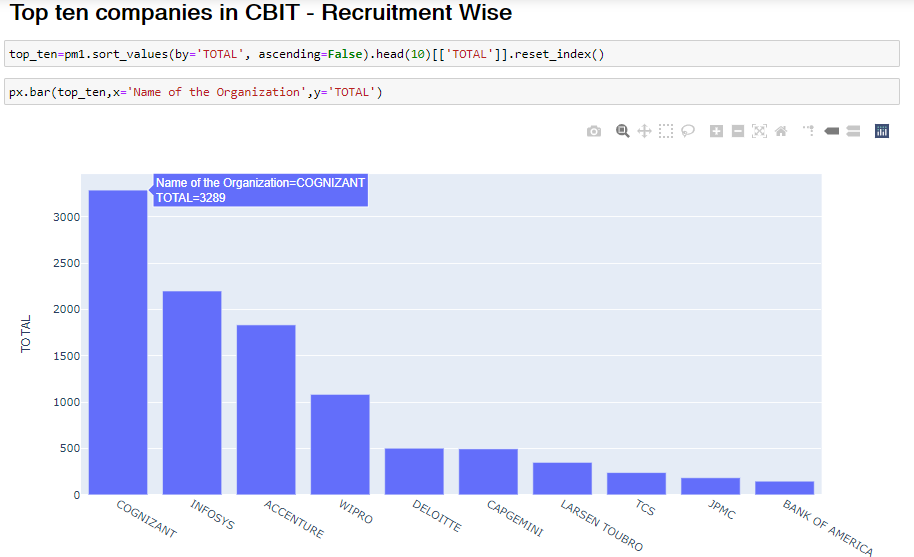 Top ten companies in CBIT - Recruitment Wise
top_ten=pm1.sort_values(by='TOTAL', ascending=False).head(10)[['TOTAL']].reset_index()
px.bar(top_ten,x='Name of the Organization',y='TOTAL')
Name of the Organization=COGNIZANT
TOTAL=3289
3000
2500
2000
1500
1000
500
0
TOTAL
COGNIZANT
INFOSYS
ACCENTURE
WIPRO
DELOITTE
CAPGEMINI
LARSEN TOUBRO
TCS
JPMC
BANK OF AMERICA